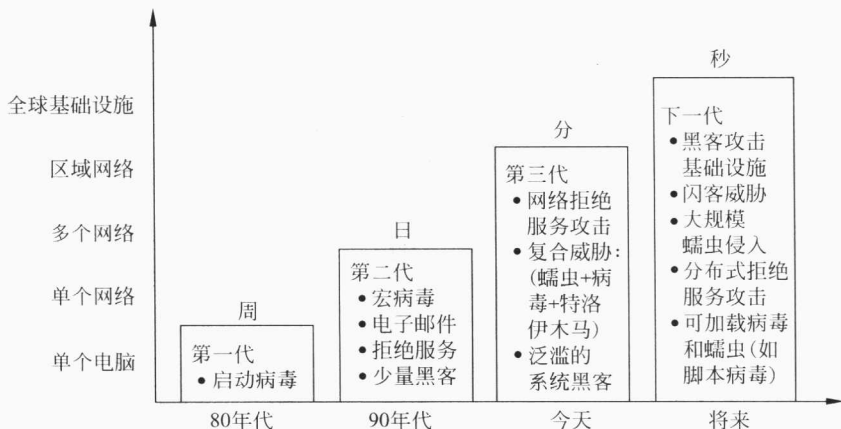 全球基础设施
区域网络
多个网络
单个网络
单个电脑
周
第一代
• 启动病毒
80年代
日
第二代
• 宏病毒
• 电子邮件
• 拒绝服务
• 少量黑客
90年代
分
第三代
• 网络拒绝
服务攻击
• 复合威胁:
(蠕虫+病
毒+特洛
伊木马)
• 泛滥的
系统黑客
今天
秒
下一代
• 黑客攻击
基础设施
• 闪客威胁
• 大规模
蠕虫侵入
• 分布式拒绝
服务攻击
• 可加载病毒
和蠕虫(如
脚本病毒)
将来